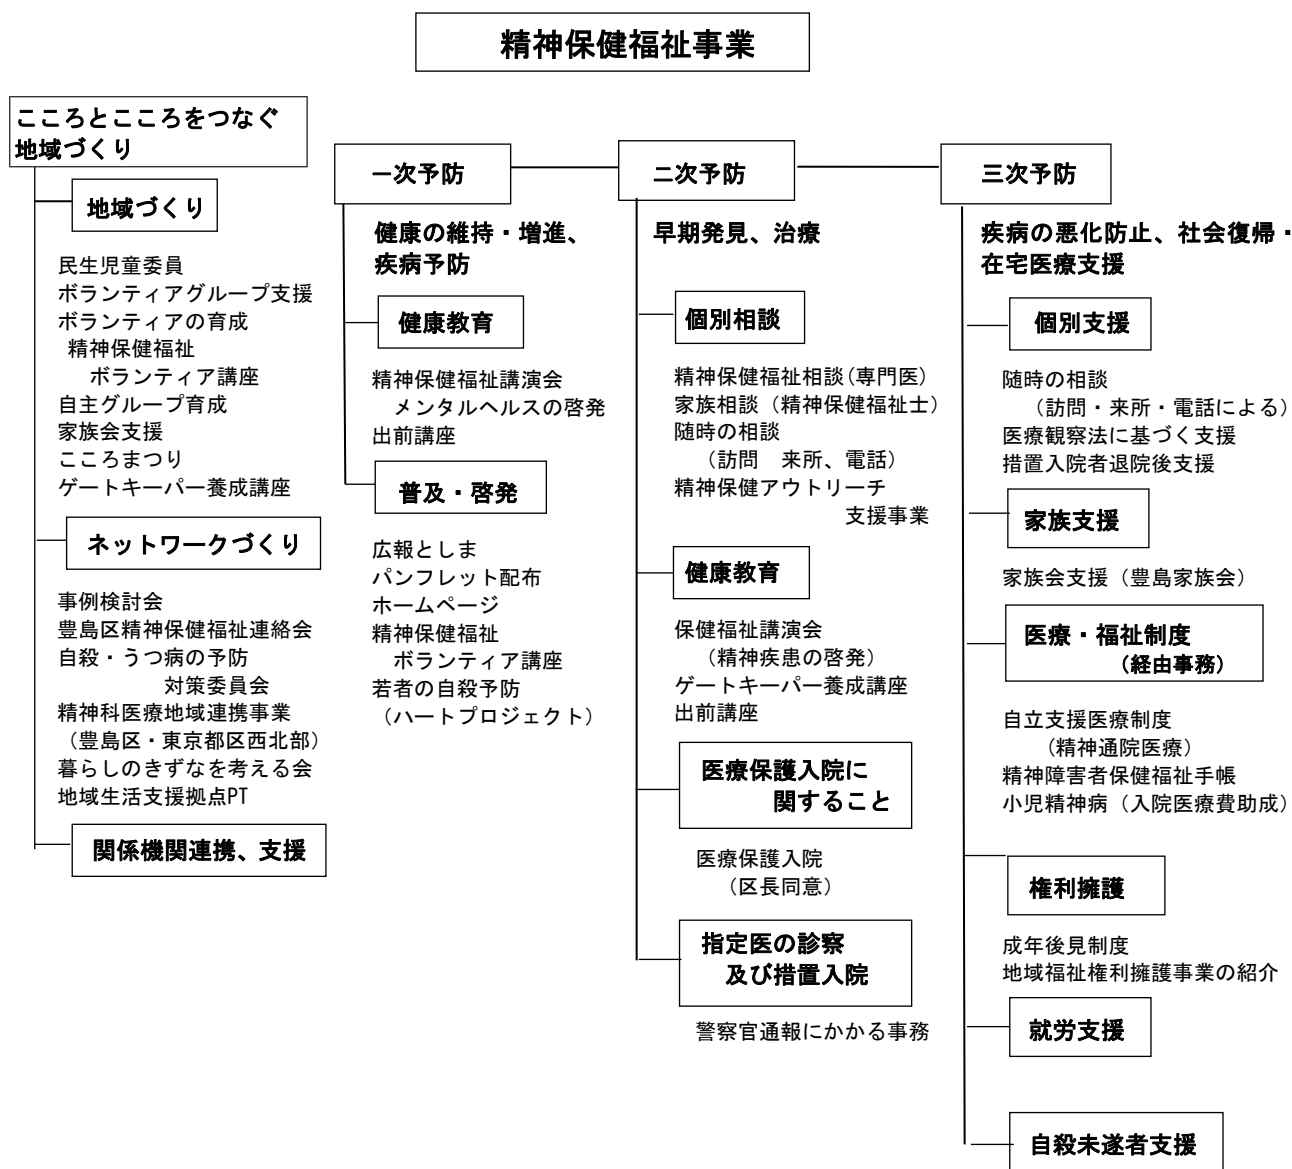 精神保健福祉事業
こころとこころをつなぐ
地域づくり
地域づくり
民生児童委員
ボランティアグループ支援
ボランティアの育成
精神保健福祉
ボランティア講座
自主グループ育成
家族会支援
こころまつり
ゲートキーパー養成講座
ネットワークづくり
事例検討会
豊島区精神保健福祉連絡会
自殺・うつ病の予防
対策委員会
精神科医療地域連携事業
（豊島区・東京都区西北部）
暮らしのきずなを考える会
地域生活支援拠点PT
関係機関連携、支援
一次予防
健康の維持・増進、
疾病予防
健康教育
精神保健福祉講演会
メンタルヘルスの啓発
出前講座
普及・啓発
広報としま
パンフレット配布
ホームページ
精神保健福祉
ボランティア講座
若者の自殺予防
（ハートプロジェクト）
二次予防
早期発見、治療
個別相談
精神保健福祉相談（専門医）
家族相談（精神保健福祉士）
随時の相談
（訪問　来所、電話）
精神保健アウトリーチ
支援事業
健康教育
保健福祉講演会
（精神疾患の啓発）
ゲートキーパー養成講座
出前講座
医療保護入院に
関すること
医療保護入院
（区長同意）
指定医の診察
及び措置入院
警察官通報にかかる事務
三次予防
疾病の悪化防止、社会復帰・
在宅医療支援
個別支援
随時の相談
（訪問・来所・電話による）
医療観察法に基づく支援
措置入院者退院後支援
家族支援
家族会支援（豊島家族会）
医療・福祉制度
（経由事務）
自立支援医療制度
（精神通院医療）
精神障害者保健福祉手帳
小児精神病（入院医療費助成）
権利擁護
成年後見制度
地域福祉権利擁護事業の紹介
就労支援
自殺未遂者支援